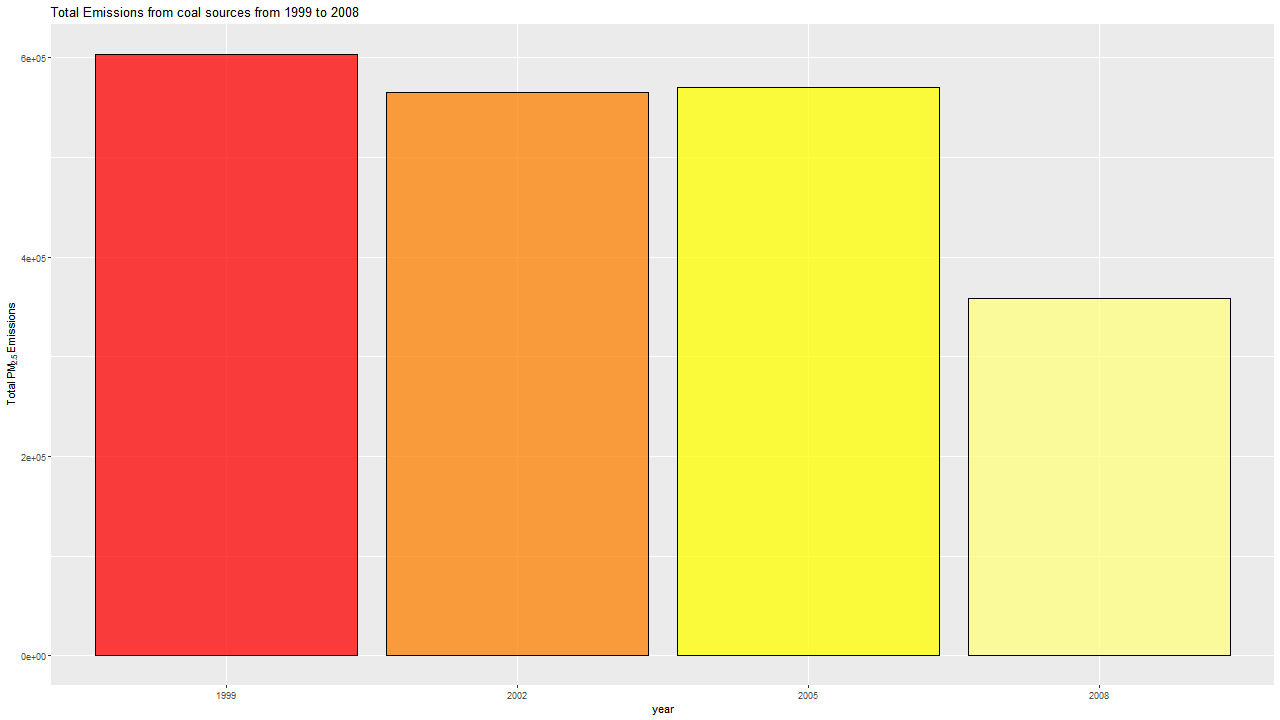 Total Emissions from coal sources from 1999 to 2008
6e+05
4e+05
2e+05
0e+00
Total PM2.5 Emissions
1999 2002 2005 2008
year